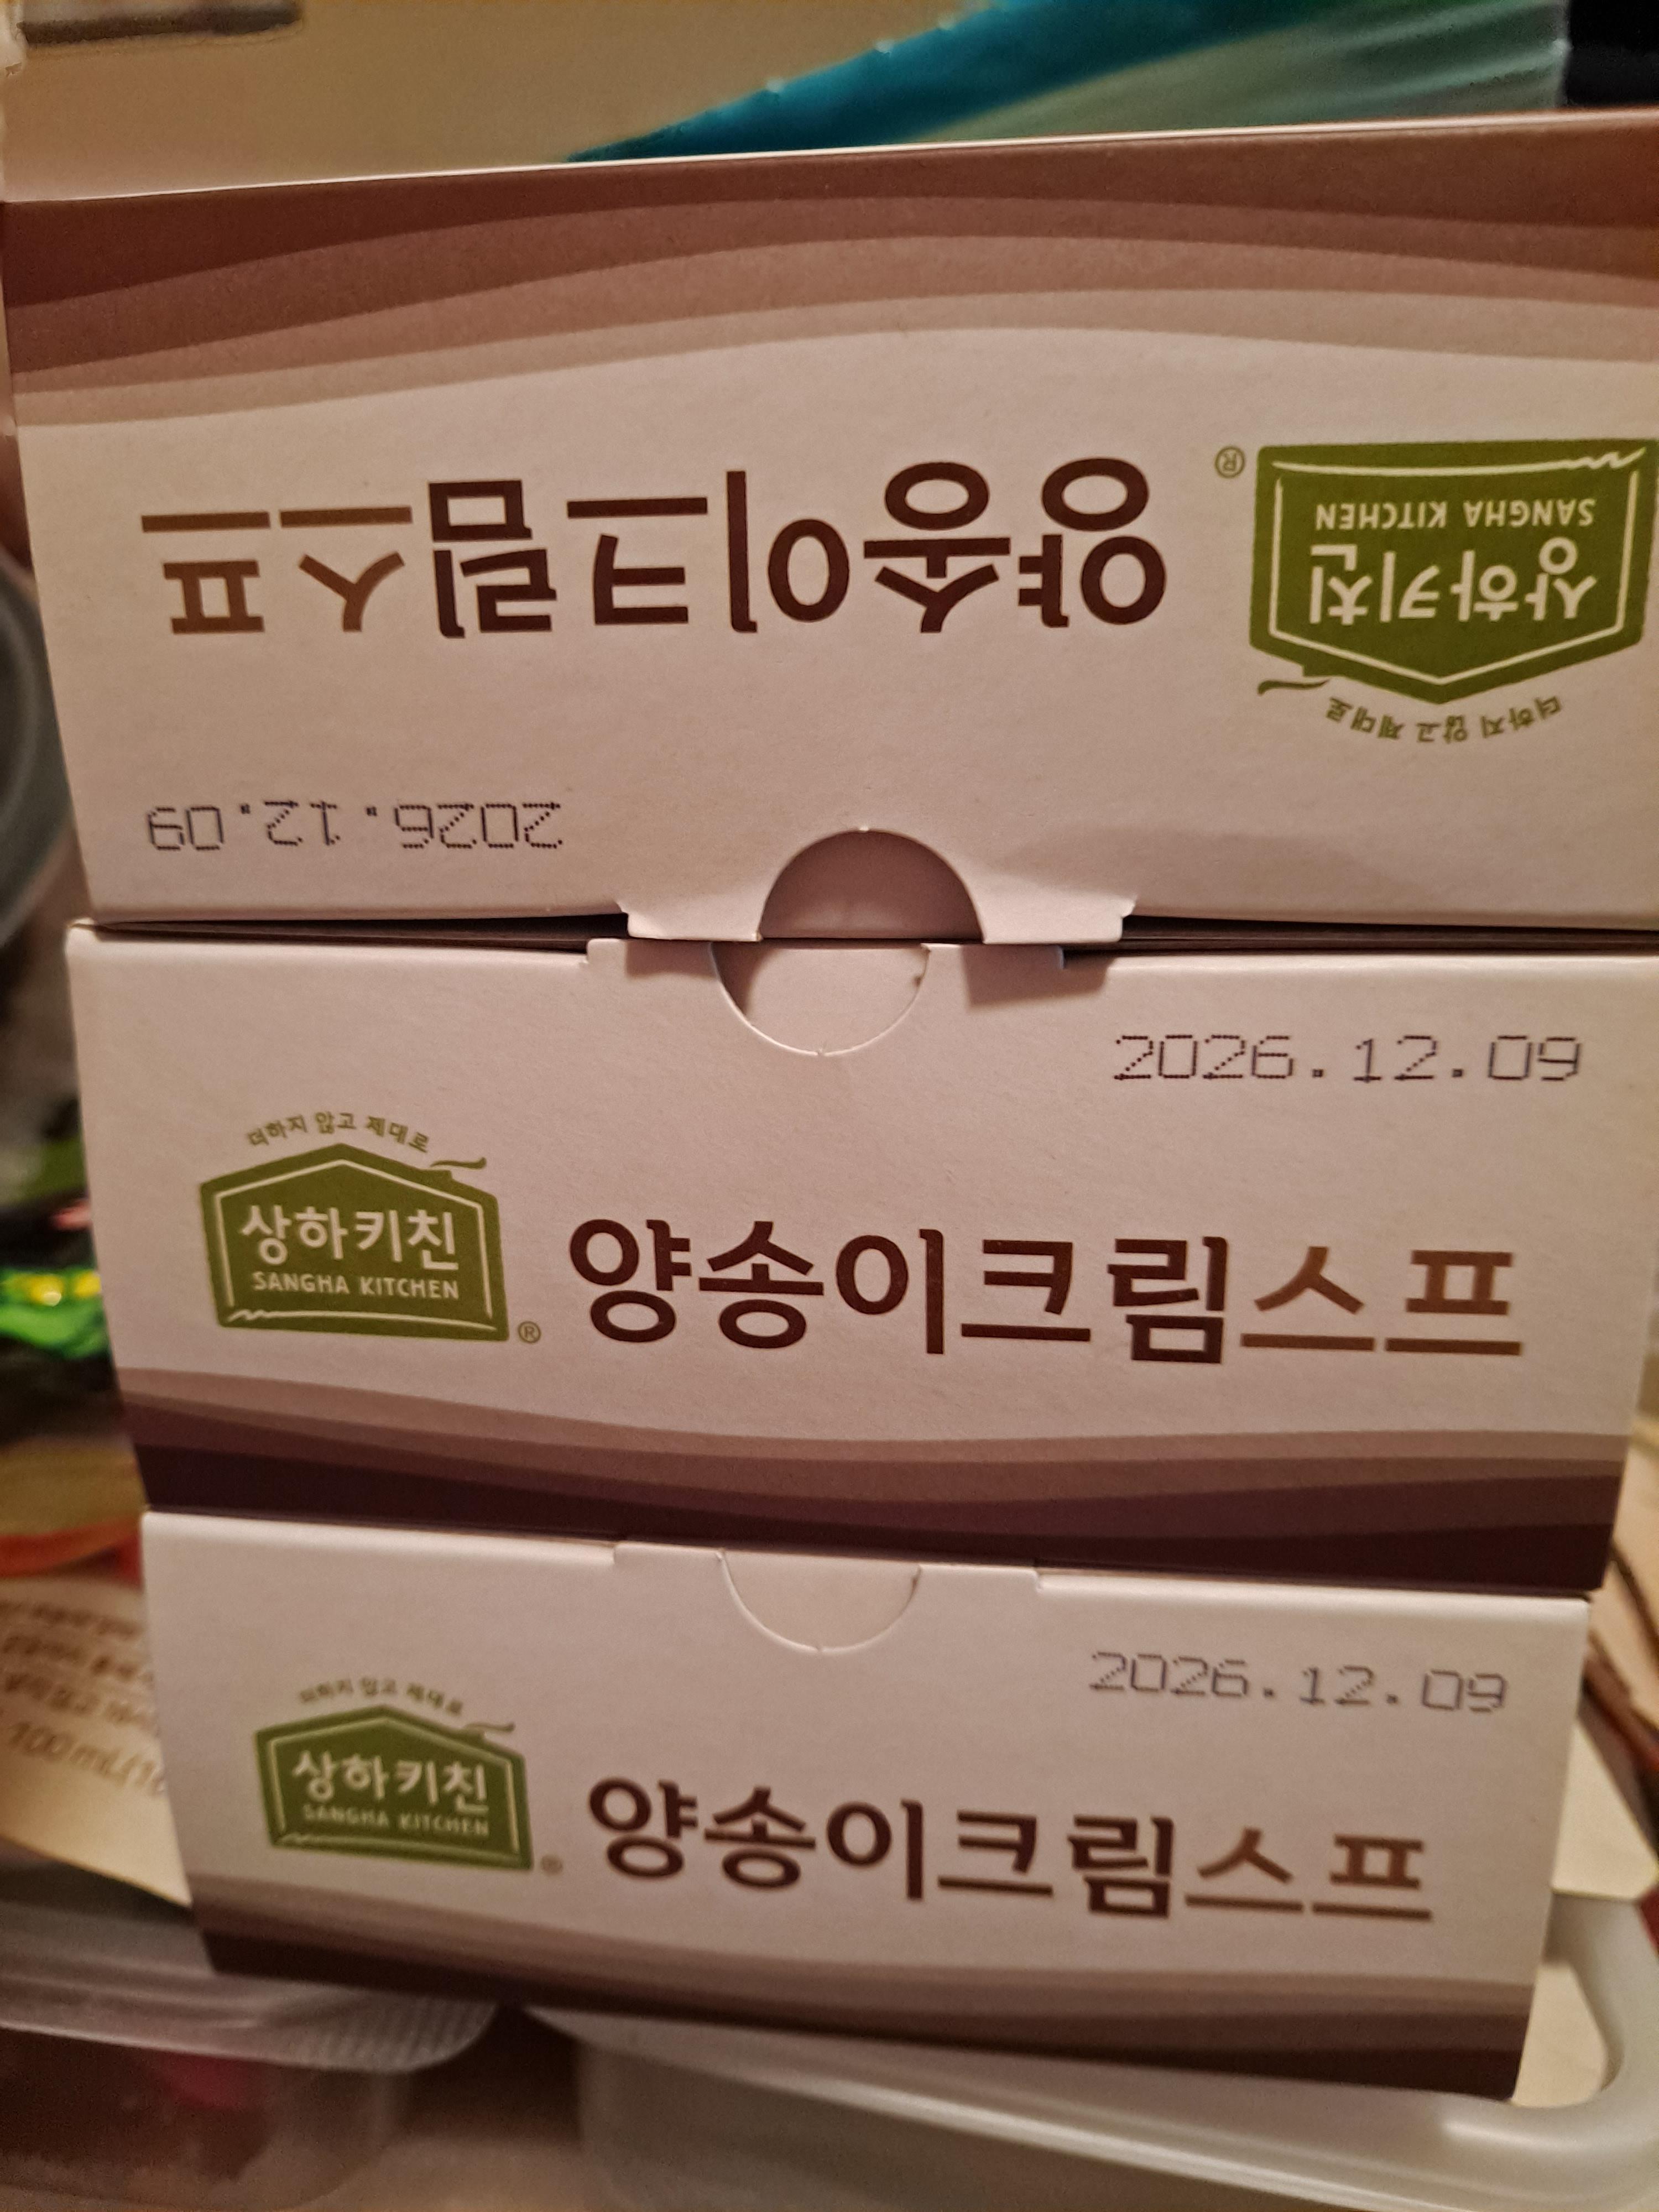 양송이크림스프
®
상하키친
SANGHA KITCHEN
더하지 않고 제대로
2026.12.09
2026.12.09
더하지 않고 제대로
상하키친
SANGHA KITCHEN
®
양송이크림스프
2026.12.09
더하지 않고 제대로
상하키친
SANGHA KITCHEN
®
양송이크림스프
100mL